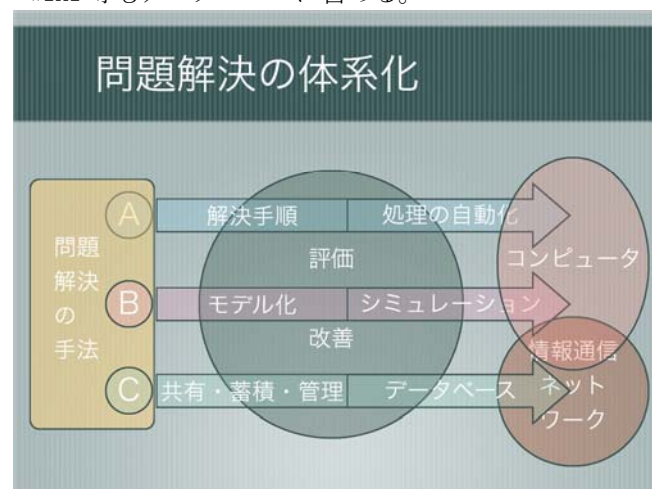 問題解決の体系化
A
解決手順
処理の自動化
評価
コンピュータ
問題
解決
の
手法
B
モデル化
シミュレーション
改善
情報通信
ネット
ワーク
C
共有・蓄積・管理
データベース